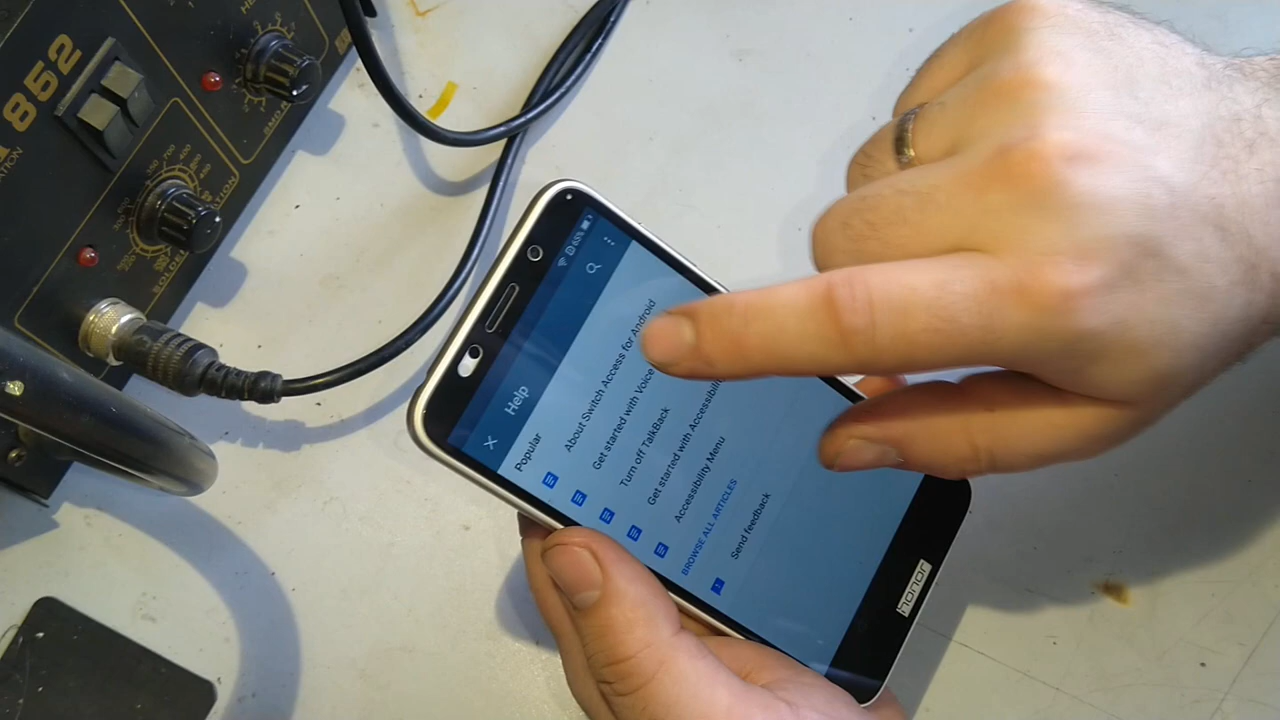 852
65%
Help
Popular
About Switch Access for Android
Get started with Voice
Turn off TalkBack
Get started with Accessibili
Accessibility Menu
BROWSE ALL ARTICLES
Send feedback
honor